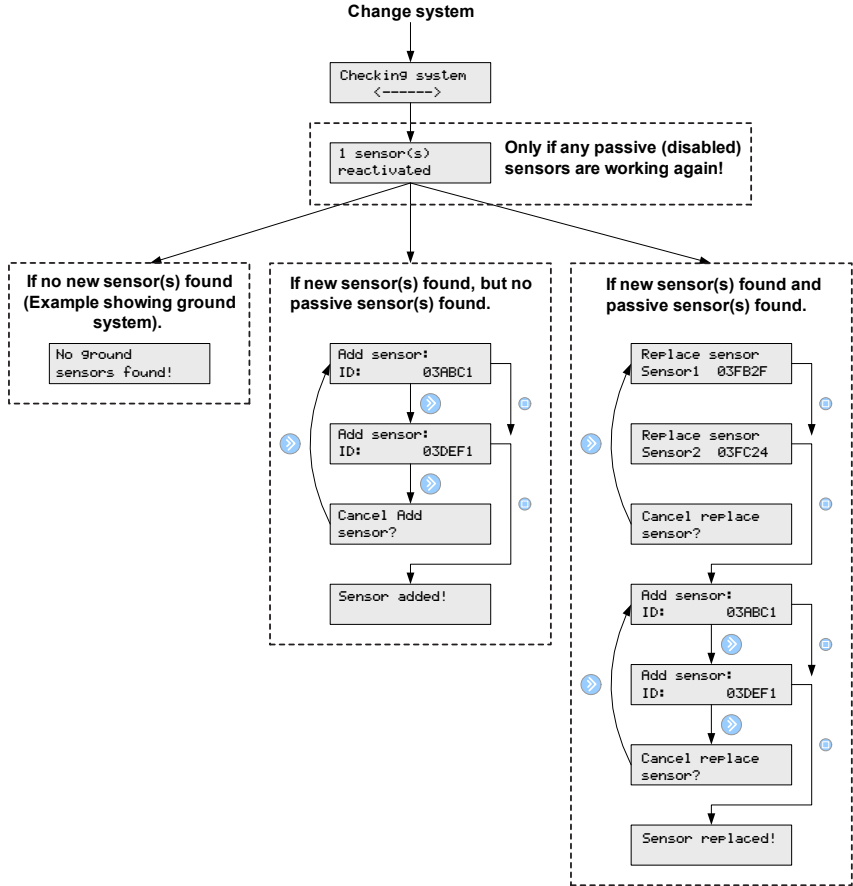 Change system
Checking system
<------>
1 sensor(s)
reactivated
Only if any passive (disabled)
sensors are working again!
If no new sensor(s) found
(Example showing ground
system).
No ground
sensors found!
If new sensor(s) found, but no
passive sensor(s) found.
Add sensor:
ID: 03ABC1
Add sensor:
ID: 03DEF1
Cancel Add
sensor?
Sensor added!
If new sensor(s) found and
passive sensor(s) found.
Replace sensor
Sensor1 03FB2F
Replace sensor
Sensor2 03FC24
Cancel replace
sensor?
Add sensor:
ID: 03ABC1
Add sensor:
ID: 03DEF1
Cancel replace
sensor?
Sensor replaced!